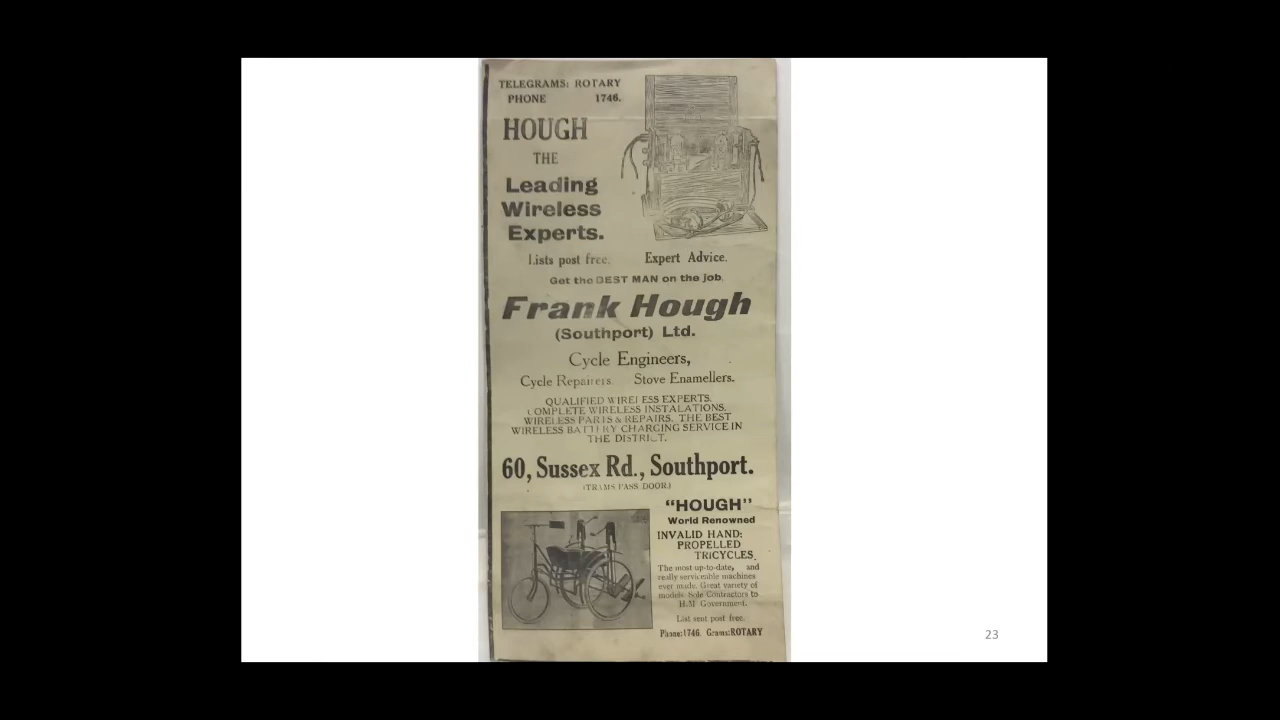 TELEGRAMS: ROTARY
PHONE 1746.
HOUGH
THE
Leading
Wireless
Experts.
Lists post free. Expert Advice.
Get the BEST MAN on the job.
Frank Hough
(Southport) Ltd.
Cycle Engineers,
Cycle Repairers. Stove Enamellers.
QUALIFIED WIRELESS EXPERTS.
COMPLETE WIRELESS INSTALATIONS.
WIRELESS PARTS & REPAIRS. THE BEST
WIRELESS BATTERY CHARGING SERVICE IN
THE DISTRICT.
60, Sussex Rd., Southport.
(TRAMS PASS DOOR.)
"HOUGH"
World Renowned
INVALID HAND:
PROPELLED
TRICYCLES.
The most up-to-date, and
really serviceable machines
ever made. Great variety of
models. Sole Contractors to
H.M Government.
List sent post free.
Phone:1746. Grams:ROTARY
23